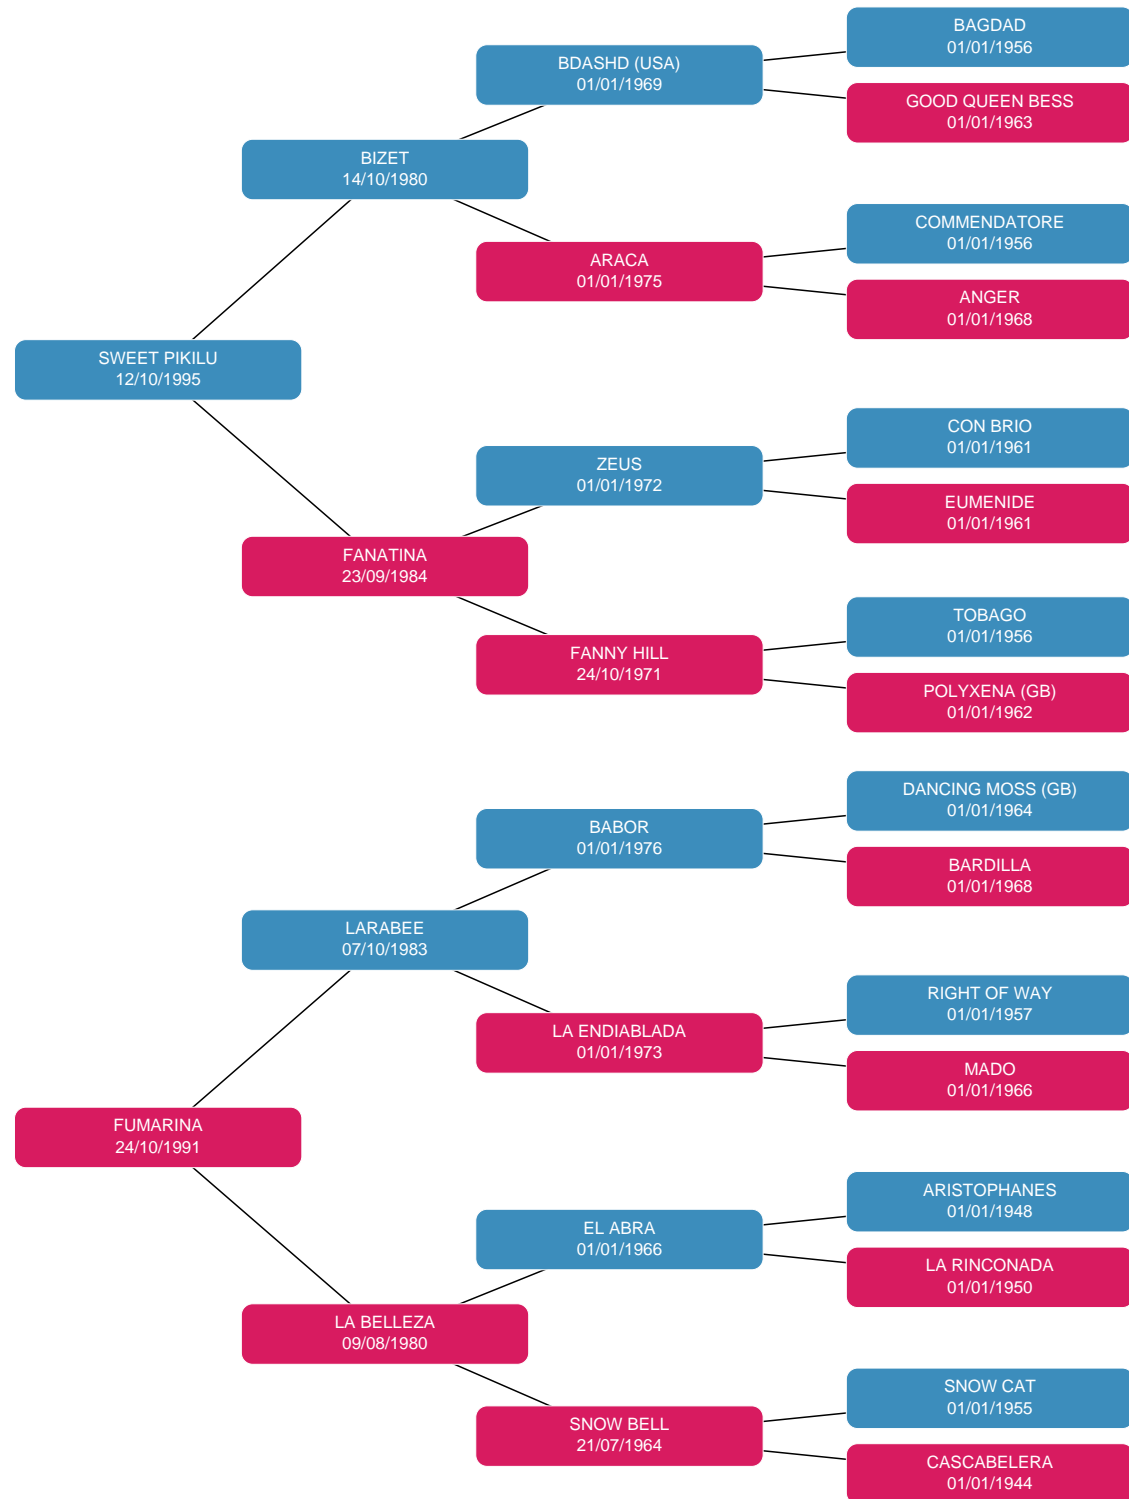 BAGDAD
01/01/1956
BDASHD (USA)
01/01/1969
GOOD QUEEN BESS
01/01/1963
BIZET
14/10/1980
COMMENDATORE
01/01/1956
ARACA
01/01/1975
ANGER
01/01/1968
SWEET PIKILU
12/10/1995
CON BRIO
01/01/1961
ZEUS
01/01/1972
EUMENIDE
01/01/1961
FANATINA
23/09/1984
TOBAGO
01/01/1956
FANNY HILL
24/10/1971
POLYXENA (GB)
01/01/1962
DANCING MOSS (GB)
01/01/1964
BABOR
01/01/1976
BARDILLA
01/01/1968
LARABEE
07/10/1983
RIGHT OF WAY
01/01/1957
LA ENDIABLADA
01/01/1973
MADO
01/01/1966
FUMARINA
24/10/1991
ARISTOPHANES
01/01/1948
EL ABRA
01/01/1966
LA RINCONADA
01/01/1950
LA BELLEZA
09/08/1980
SNOW CAT
01/01/1955
SNOW BELL
21/07/1964
CASCABELERA
01/01/1944